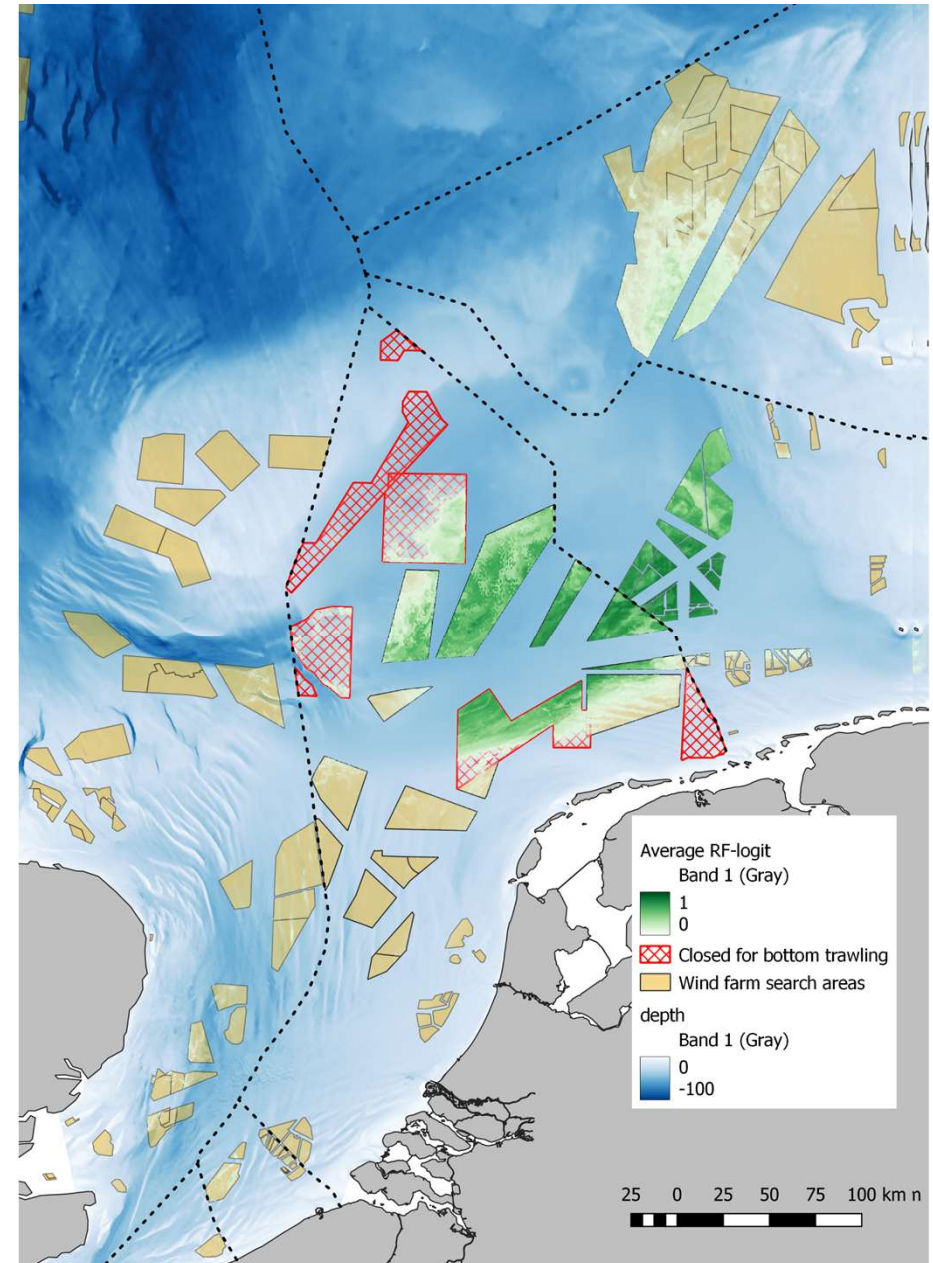 Average RF-logit
Band 1 (Gray)
1
0
Closed for bottom trawling
Wind farm search areas
depth
Band 1 (Gray)
0
-100
25 0 25 50 75 100 km n